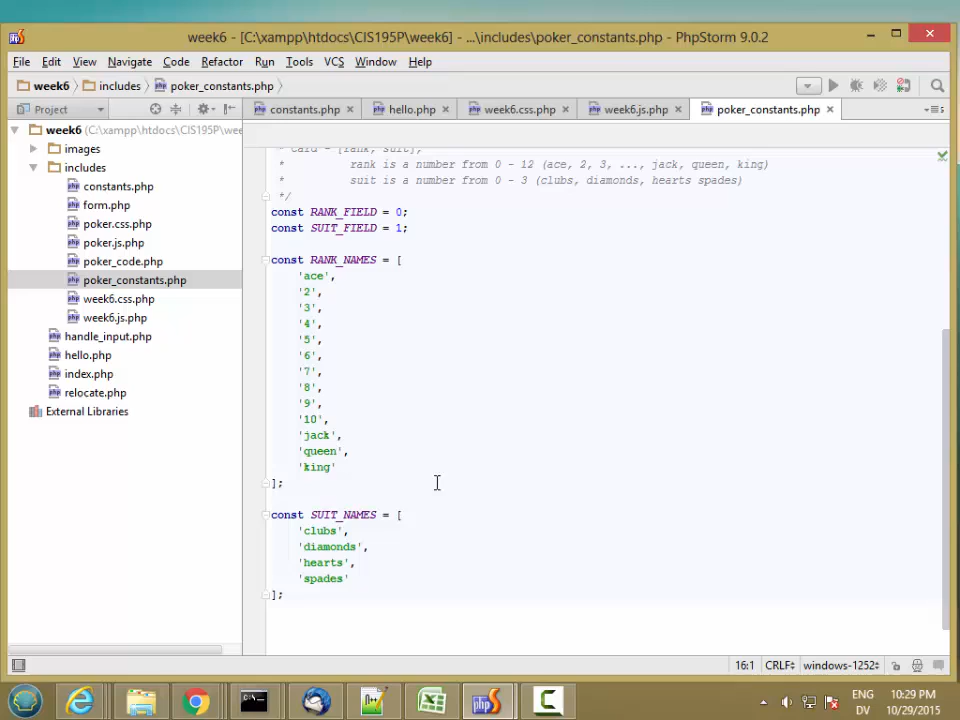 week6 - [C:\xampp\htdocs\CIS195P\week6] - ...\includes\poker_constants.php - PhpStorm 9.0.2
File Edit View Navigate Code Refactor Run Tools VCS Window Help
week6 includes poker_constants.php
Project constants.php hello.php week6.css.php week6.js.php poker_constants.php
week6 (C:\xampp\htdocs\CIS195P\wee
images
includes
constants.php
form.php
poker.css.php
poker.js.php
poker_code.php
poker_constants.php
week6.css.php
week6.js.php
handle_input.php
hello.php
index.php
relocate.php
External Libraries
* card = [rank, suit],
* rank is a number from 0 - 12 (ace, 2, 3, ..., jack, queen, king)
* suit is a number from 0 - 3 (clubs, diamonds, hearts spades)
*/
const RANK_FIELD = 0;
const SUIT_FIELD = 1;
const RANK_NAMES = [
'ace',
'2',
'3',
'4',
'5',
'6',
'7',
'8',
'9',
'10',
'jack',
'queen',
'king'
];
const SUIT_NAMES = [
'clubs',
'diamonds',
'hearts',
'spades'
];
16:1 CRLF windows-1252
ENG 10:29 PM
DV 10/29/2015